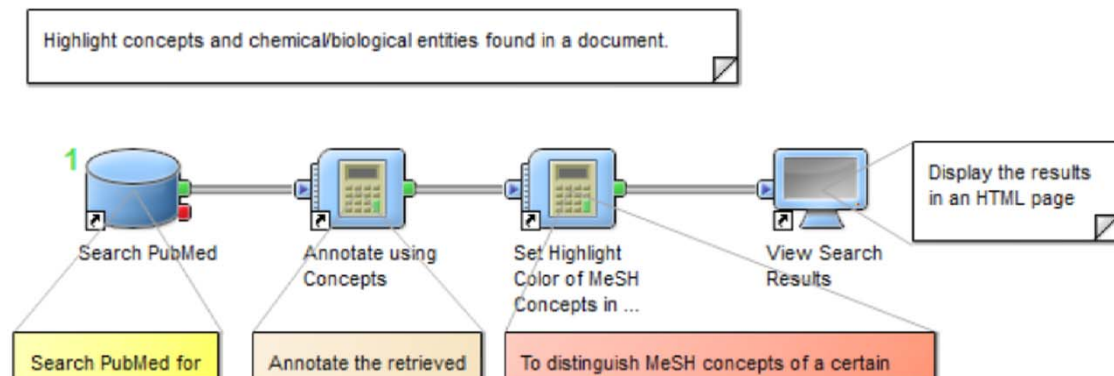 Highlight concepts and chemical/biological entities found in a document.
1
Display the results
in an HTML page
Search PubMed
Annotate using
Concepts
Set Highlight
Color of MeSH
Concepts in ...
View Search
Results
Search PubMed for
Annotate the retrieved
To distinguish MeSH concepts of a certain